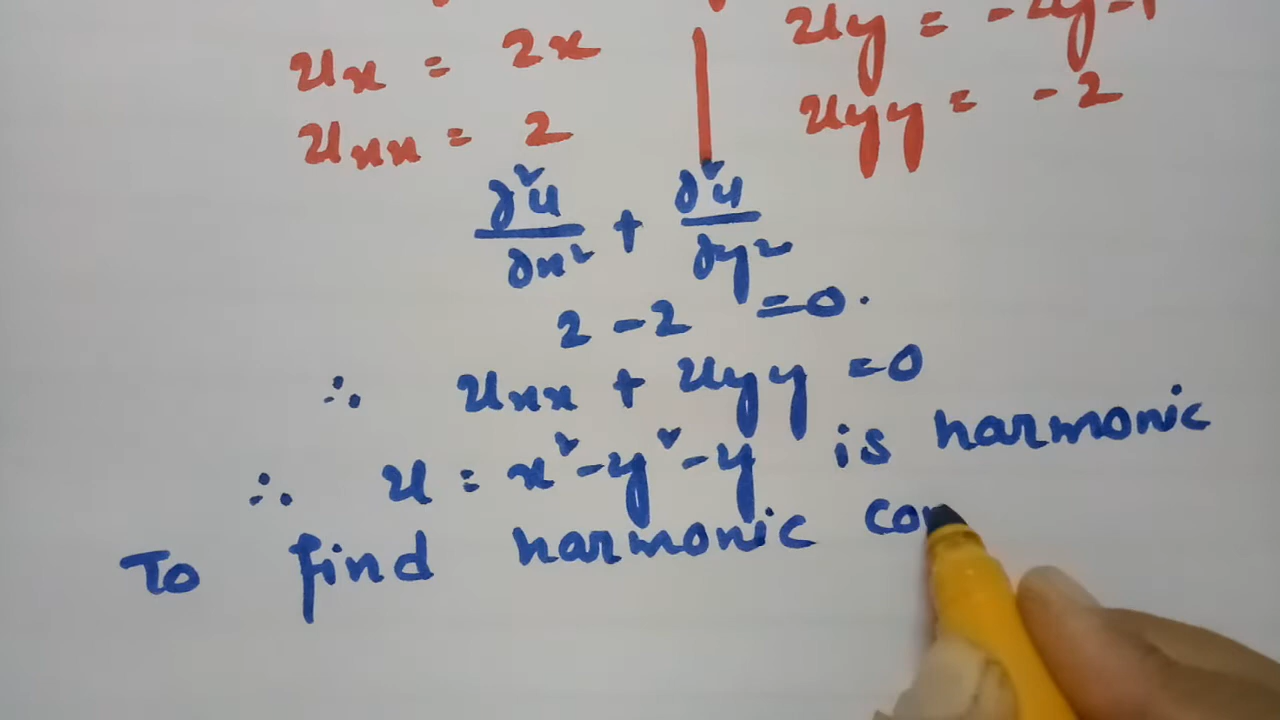 ux = 2x uy = -2y-1
uxx = 2 uyy = -2
∂²u/∂x² + ∂²u/∂y²
2 - 2 = 0.
∴ uxx + uyy = 0
∴ u = x² - y² - y is harmonic
To find harmonic con